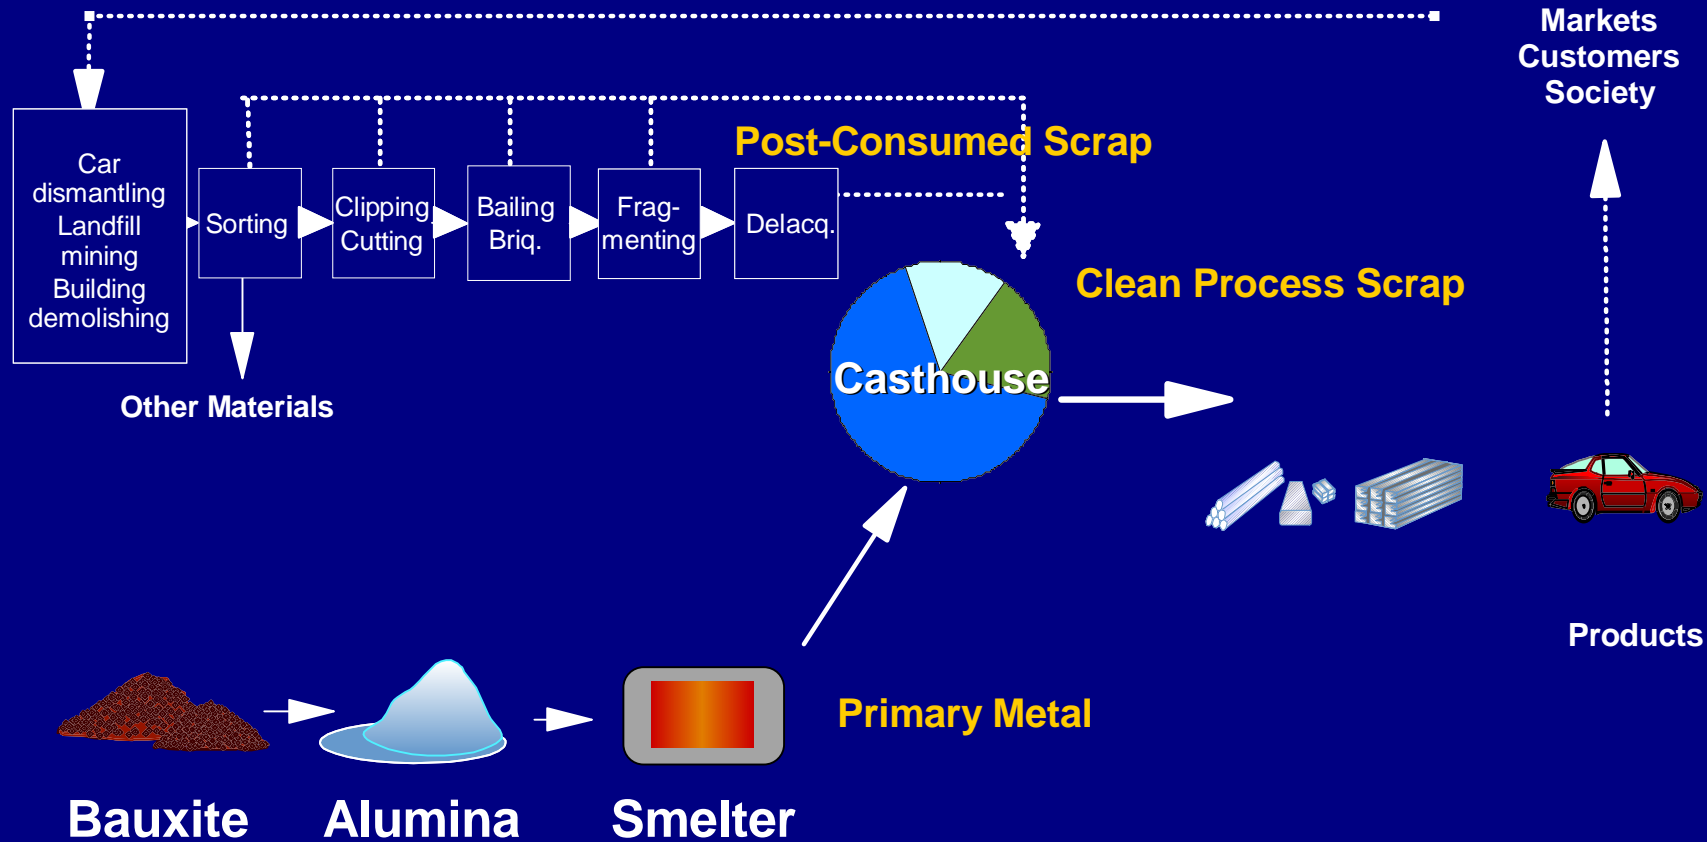 Markets
Customers
Society
Post-Consumed Scrap
Car
dismantling
Landfill
mining
Building
demolishing
Sorting
Clipping
Cutting
Bailing
Briq.
Frag-
menting
Delacq.
Clean Process Scrap
Casthouse
Other Materials
Products
Primary Metal
Bauxite
Alumina
Smelter